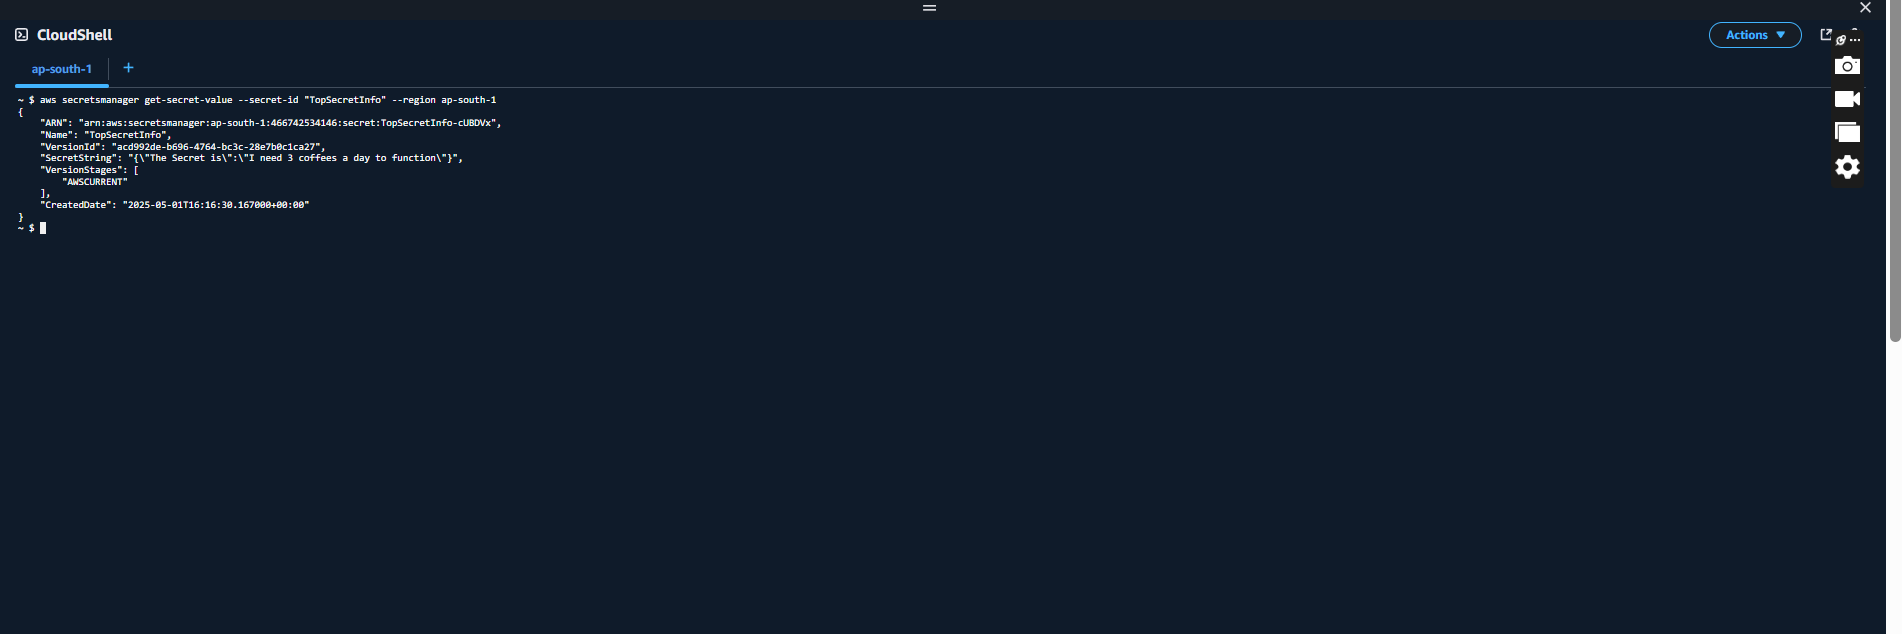 CloudShell
Actions
ap-south-1
~ $ aws secretsmanager get-secret-value --secret-id "TopSecretInfo" --region ap-south-1
{
    "ARN": "arn:aws:secretsmanager:ap-south-1:466742534146:secret:TopSecretInfo-cUBDVx",
    "Name": "TopSecretInfo",
    "VersionId": "acd992de-b696-4764-bc3c-28e7b0c1ca27",
    "SecretString": "{\"The Secret is\":\"I need 3 coffees a day to function\"}",
    "VersionStages": [
        "AWSCURRENT"
    ],
    "CreatedDate": "2025-05-01T16:16:30.167000+00:00"
}
~ $